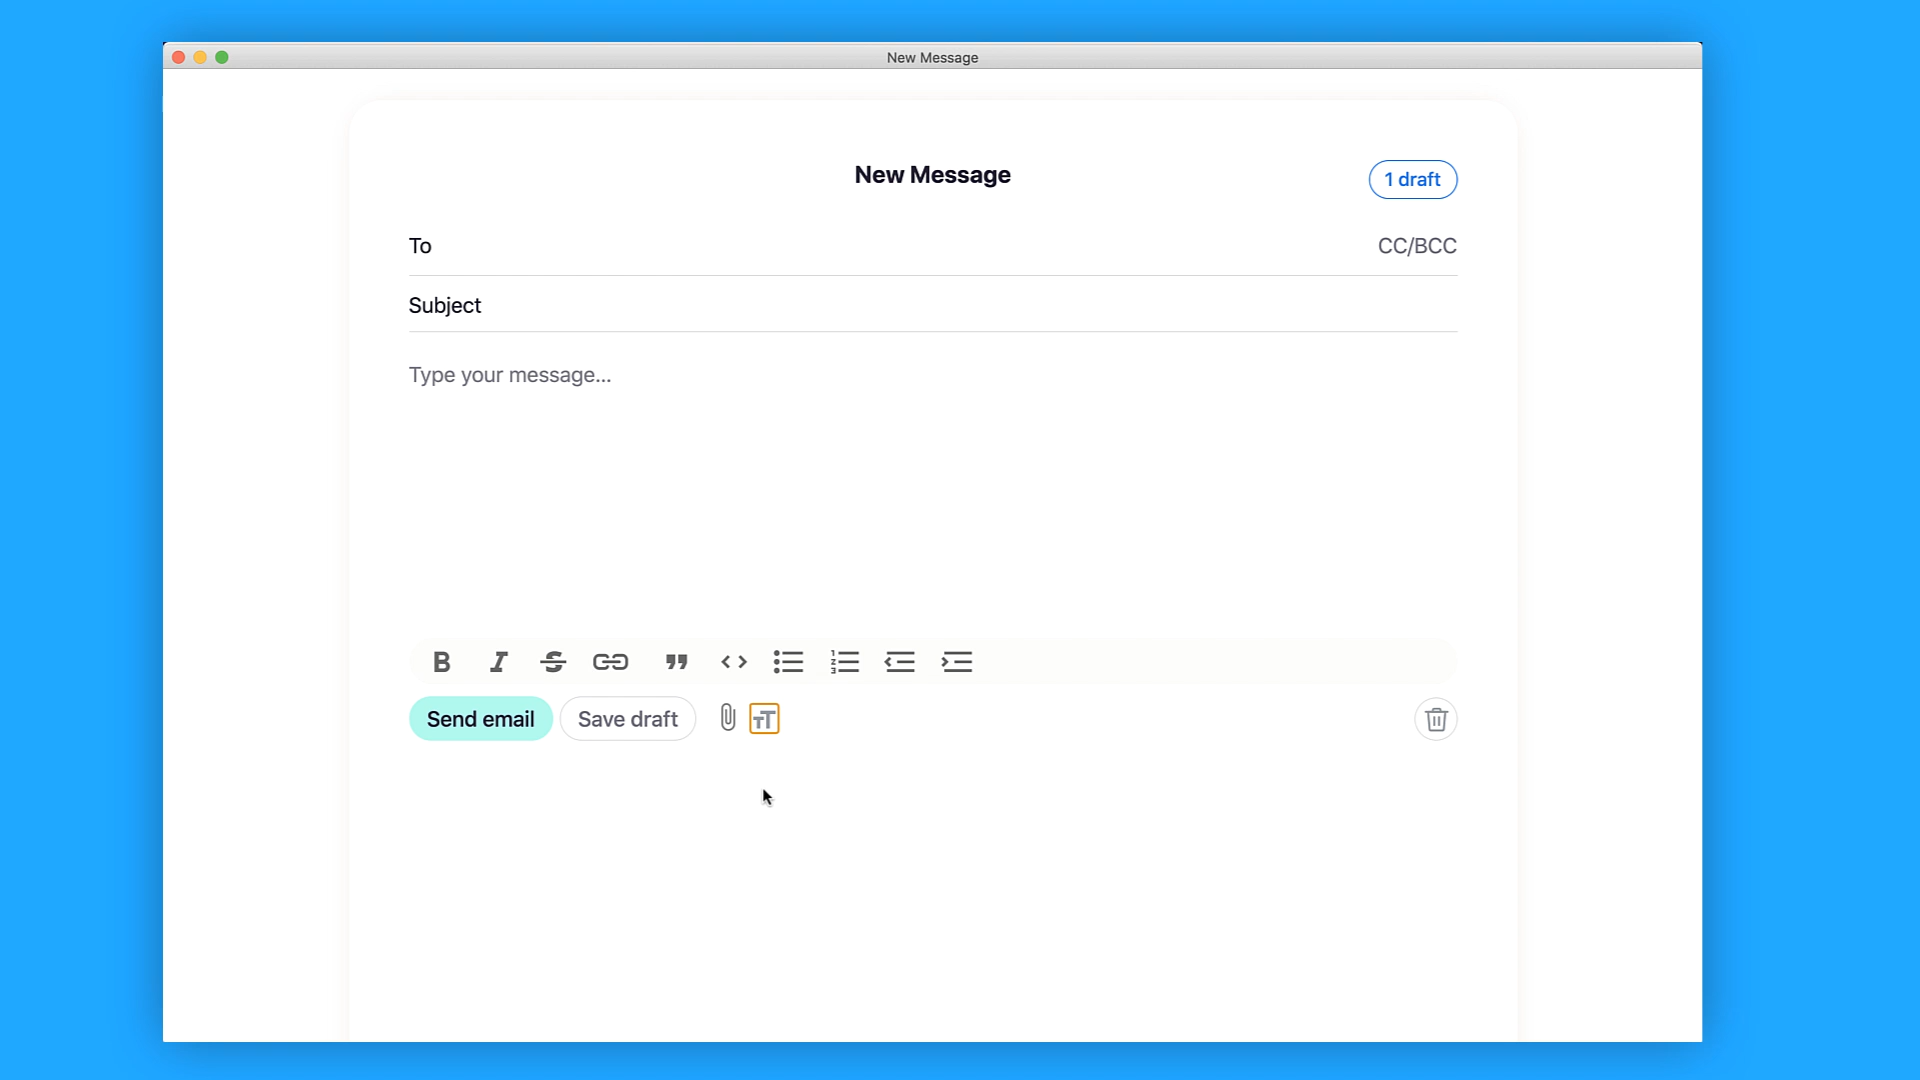 New Message
New Message
1 draft
To
CC/BCC
Subject
Type your message...
Send email
Save draft